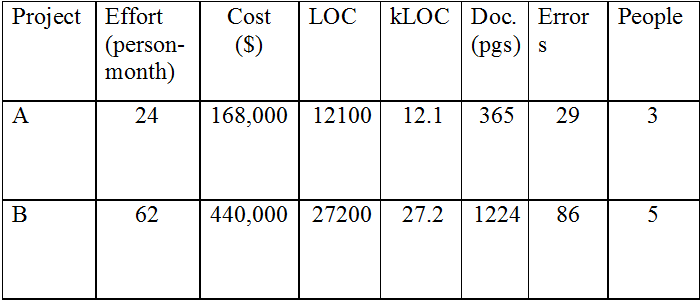 Project Effort Cost LOC kLOC Doc. Error People
(person- ($) (pgs) s
month)
A 24 168,000 12100 12.1 365 29 3
B 62 440,000 27200 27.2 1224 86 5